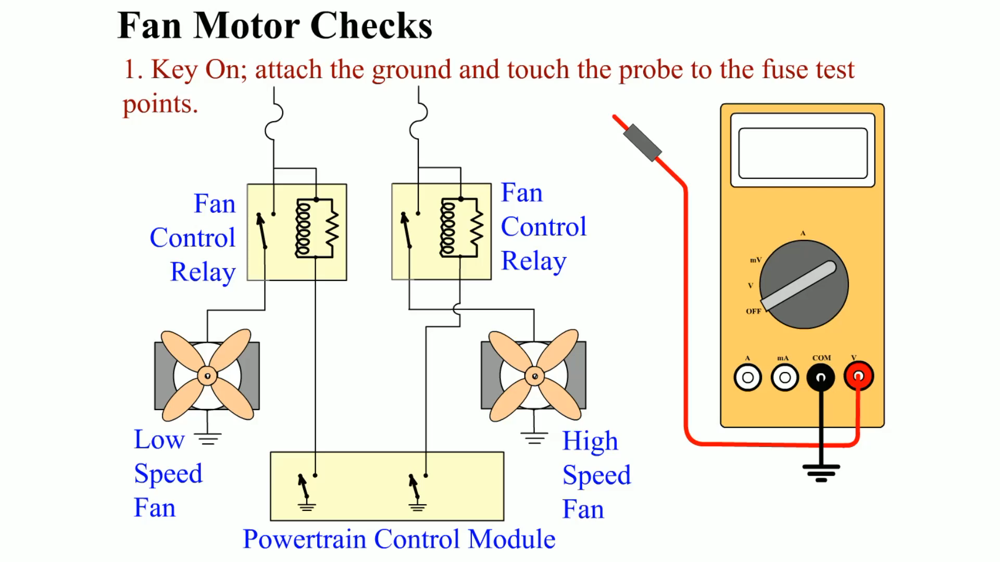 Fan Motor Checks
1. Key On; attach the ground and touch the probe to the fuse test
points.
Fan
Control
Relay
Fan
Control
Relay
A
mV
V
OFF
A
mA
COM
V
Low
Speed
Fan
High
Speed
Fan
Powertrain Control Module